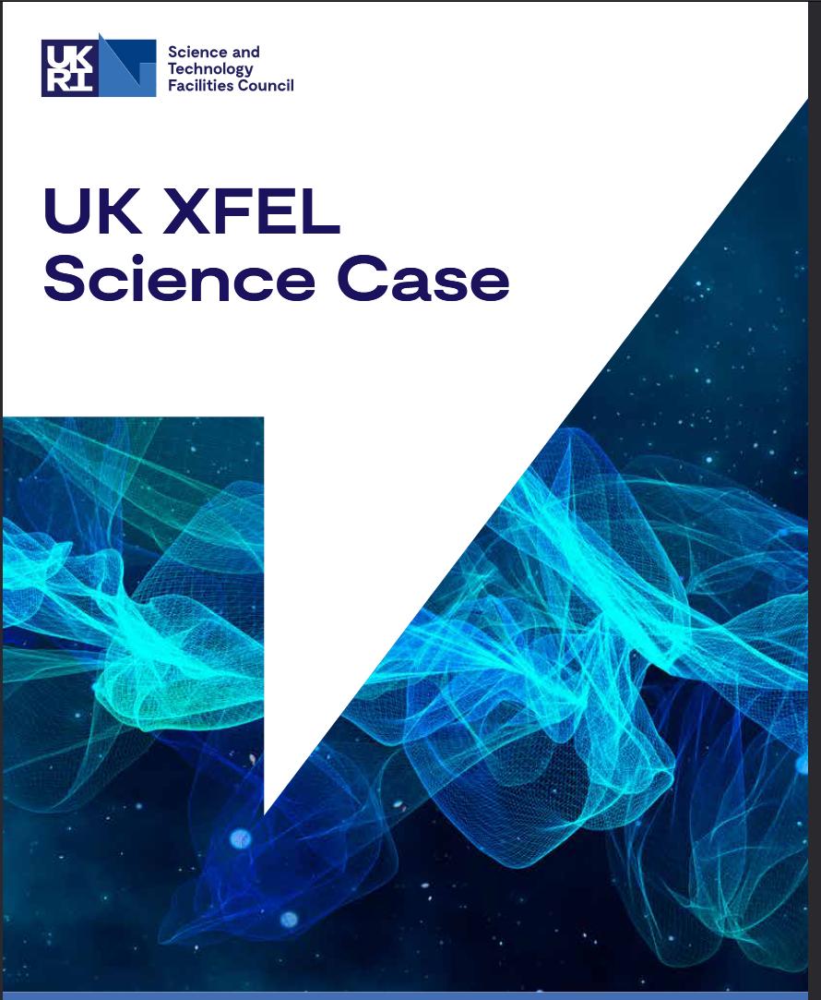 UK
RI
Science and
Technology
Facilities Council
UK XFEL
Science Case